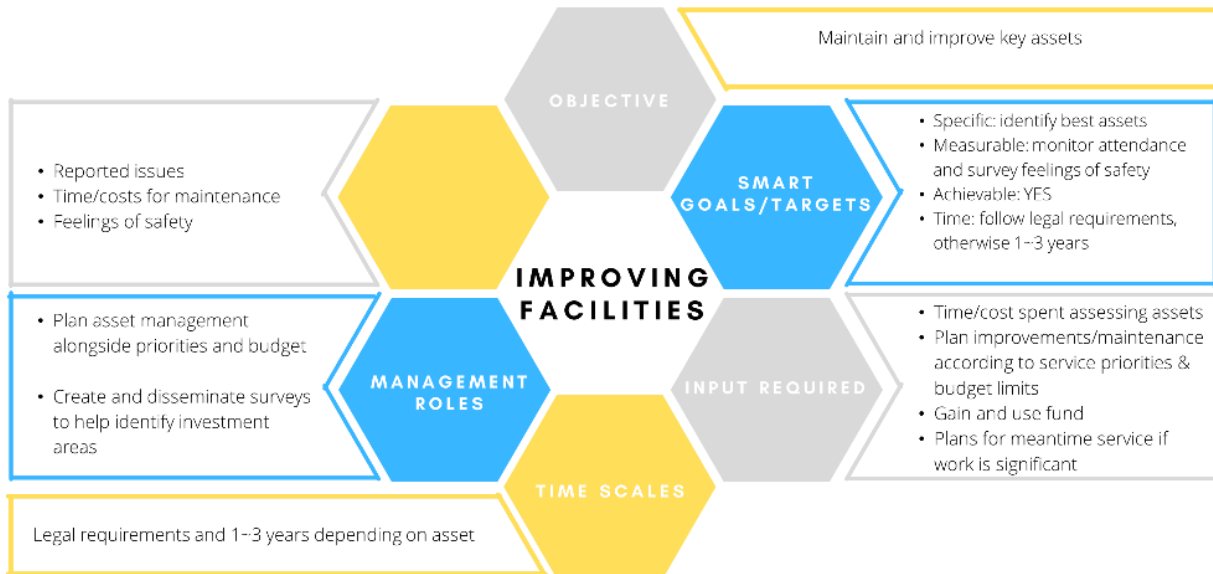 Maintain and improve key assets
OBJECTIVE
• Specific: identify best assets
• Measurable: monitor attendance
and survey feelings of safety
• Achievable: YES
• Time: follow legal requirements,
otherwise 1~3 years
SMART
GOALS/TARGETS
• Reported issues
• Time/costs for maintenance
• Feelings of safety
IMPROVING
FACILITIES
• Time/cost spent assessing assets
• Plan improvements/maintenance
according to service priorities &
budget limits
• Gain and use fund
• Plans for meantime service if
work is significant
INPUT REQUIRED
• Plan asset management
alongside priorities and budget
• Create and disseminate surveys
to help identify investment
areas
MANAGEMENT
ROLES
TIME SCALES
Legal requirements and 1~3 years depending on asset